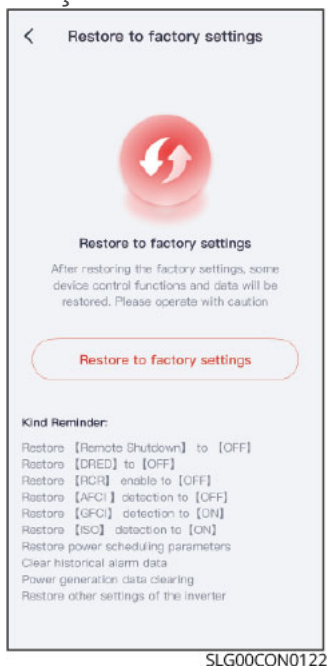 Restore to factory settings
Restore to factory settings
After restoring the factory settings, some
device control functions and data will be
restored. Please operate with caution
Restore to factory settings
Kind Reminder:
Restore 【Remote Shutdown】 to 【OFF】
Restore 【DRED】 to 【OFF】
Restore 【RCR】 enable to 【OFF】
Restore 【AFCI】 detection to 【OFF】
Restore 【GFCI】 detection to 【ON】
Restore 【ISO】 detection to 【ON】
Restore power scheduling parameters
Clear historical alarm data
Power generation data clearing
Restore other settings of the inverter
SLG00CON0122